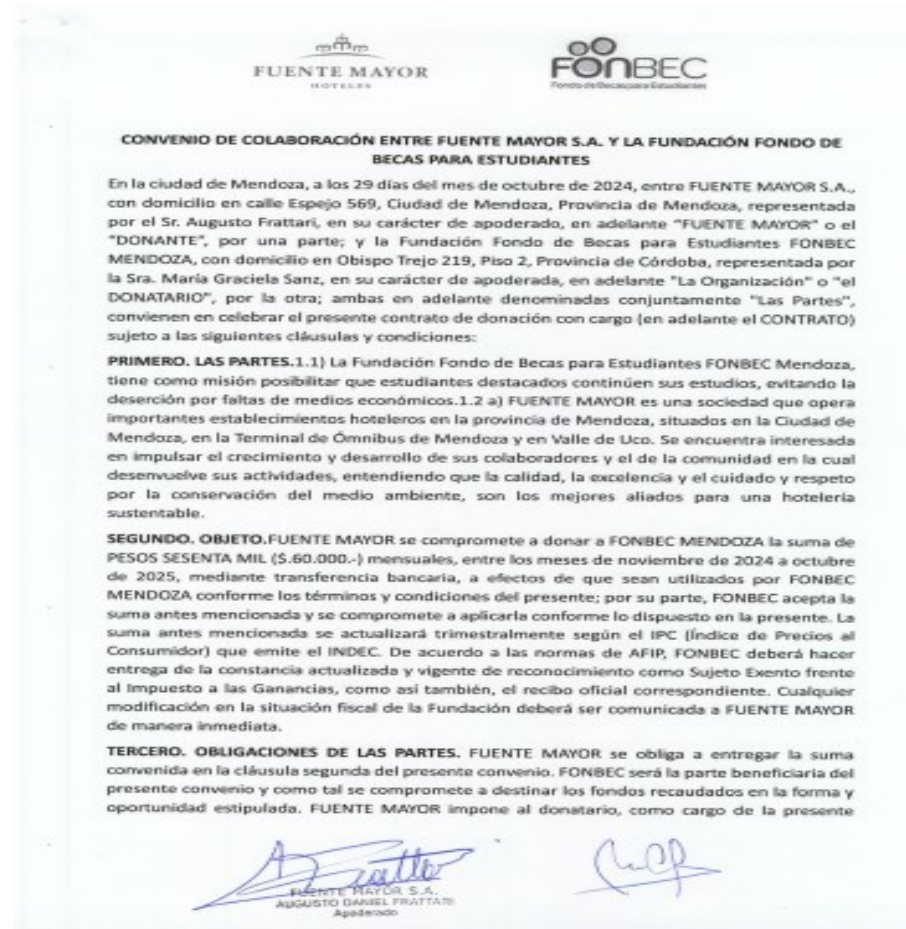 FUENTE MAYOR
HOTELES
FONBEC
Fondo de Becas para Estudiantes
CONVENIO DE COLABORACIÓN ENTRE FUENTE MAYOR S.A. Y LA FUNDACIÓN FONDO DE
BECAS PARA ESTUDIANTES
En la ciudad de Mendoza, a los 29 días del mes de octubre de 2024, entre FUENTE MAYOR S.A.,
con domicilio en calle Espejo 569, Ciudad de Mendoza, Provincia de Mendoza, representada
por el Sr. Augusto Frattari, en su carácter de apoderado, en adelante "FUENTE MAYOR" o el
"DONANTE", por una parte; y la Fundación Fondo de Becas para Estudiantes FONBEC
MENDOZA, con domicilio en Obispo Trejo 219, Piso 2, Provincia de Córdoba, representada por
la Sra. María Graciela Sanz, en su carácter de apoderada, en adelante "La Organización" o "el
DONATARIO", por la otra; ambas en adelante denominadas conjuntamente "Las Partes",
convienen en celebrar el presente contrato de donación con cargo (en adelante el CONTRATO)
sujeto a las siguientes cláusulas y condiciones:
PRIMERO. LAS PARTES.1.1) La Fundación Fondo de Becas para Estudiantes FONBEC Mendoza,
tiene como misión posibilitar que estudiantes destacados continúen sus estudios, evitando la
deserción por faltas de medios económicos.1.2 a) FUENTE MAYOR es una sociedad que opera
importantes establecimientos hoteleros en la provincia de Mendoza, situados en la Ciudad de
Mendoza, en la Terminal de Ómnibus de Mendoza y en Valle de Uco. Se encuentra interesada
en impulsar el crecimiento y desarrollo de sus colaboradores y el de la comunidad en la cual
desenvuelve sus actividades, entendiendo que la calidad, la excelencia y el cuidado y respeto
por la conservación del medio ambiente, son los mejores aliados para una hotelería
sustentable.
SEGUNDO. OBJETO.FUENTE MAYOR se compromete a donar a FONBEC MENDOZA la suma de
PESOS SESENTA MIL ($.60.000.-) mensuales, entre los meses de noviembre de 2024 a octubre
de 2025, mediante transferencia bancaria, a efectos de que sean utilizados por FONBEC
MENDOZA conforme los términos y condiciones del presente; por su parte, FONBEC acepta la
suma antes mencionada y se compromete a aplicarla conforme lo dispuesto en la presente. La
suma antes mencionada se actualizará trimestralmente según el IPC (Índice de Precios al
Consumidor) que emite el INDEC. De acuerdo a las normas de AFIP, FONBEC deberá hacer
entrega de la constancia actualizada y vigente de reconocimiento como Sujeto Exento frente
al Impuesto a las Ganancias, como así también, el recibo oficial correspondiente. Cualquier
modificación en la situación fiscal de la Fundación deberá ser comunicada a FUENTE MAYOR
de manera inmediata.
TERCERO. OBLIGACIONES DE LAS PARTES. FUENTE MAYOR se obliga a entregar la suma
convenida en la cláusula segunda del presente convenio. FONBEC será la parte beneficiaria del
presente convenio y como tal se compromete a destinar los fondos recaudados en la forma y
oportunidad estipulada. FUENTE MAYOR impone al donatario, como cargo de la presente
FUENTE MAYOR S.A.
AUGUSTO DANIEL
Apoderado